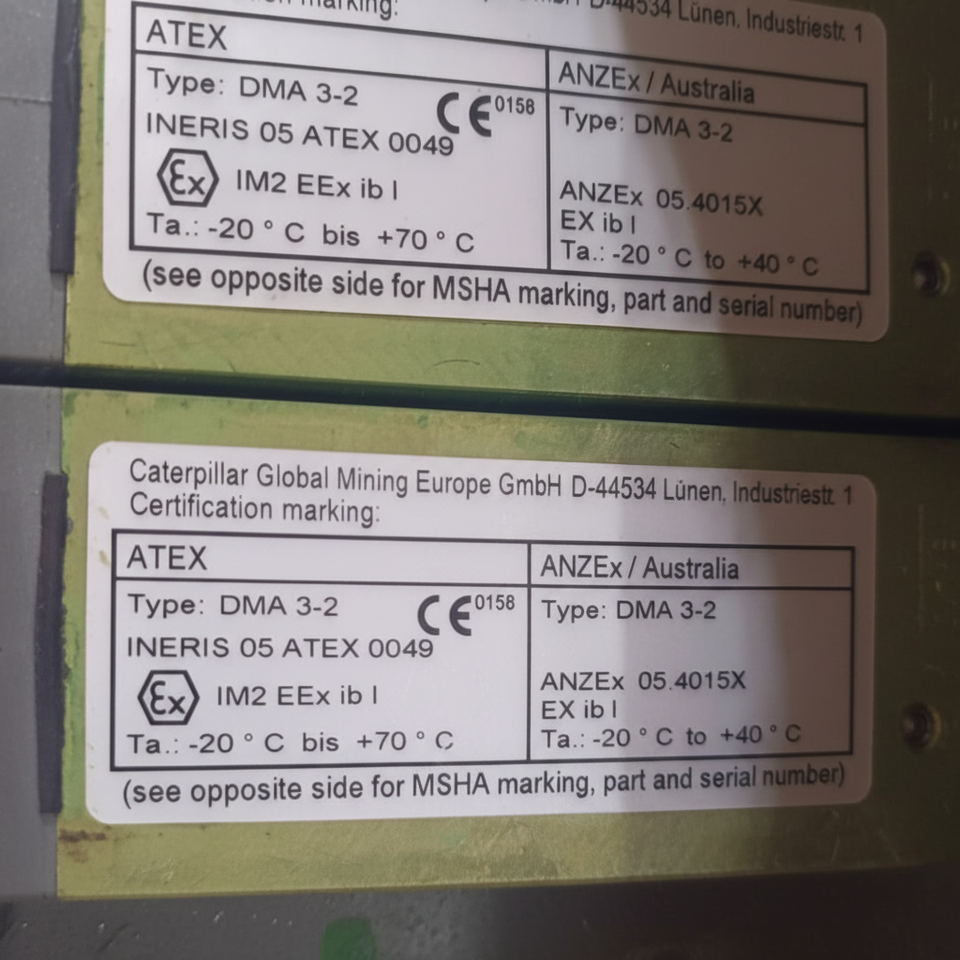 marking:
D-44534 Lünen, Industriestr. 1
ATEX
Type: DMA 3-2
CE 0158
INERIS 05 ATEX 0049
Ex IM2 EEx ib I
Ta.: -20 ° C bis +70 ° C
ANZEx / Australia
Type: DMA 3-2
ANZEx 05.4015X
EX ib I
Ta.: -20 ° C to +40 ° C
(see opposite side for MSHA marking, part and serial number)
Caterpillar Global Mining Europe GmbH D-44534 Lünen, Industriestr. 1
Certification marking:
ATEX
Type: DMA 3-2
CE 0158
INERIS 05 ATEX 0049
Ex IM2 EEx ib I
Ta.: -20 ° C bis +70 ° C
ANZEx / Australia
Type: DMA 3-2
ANZEx 05.4015X
EX ib I
Ta.: -20 ° C to +40 ° C
(see opposite side for MSHA marking, part and serial number)